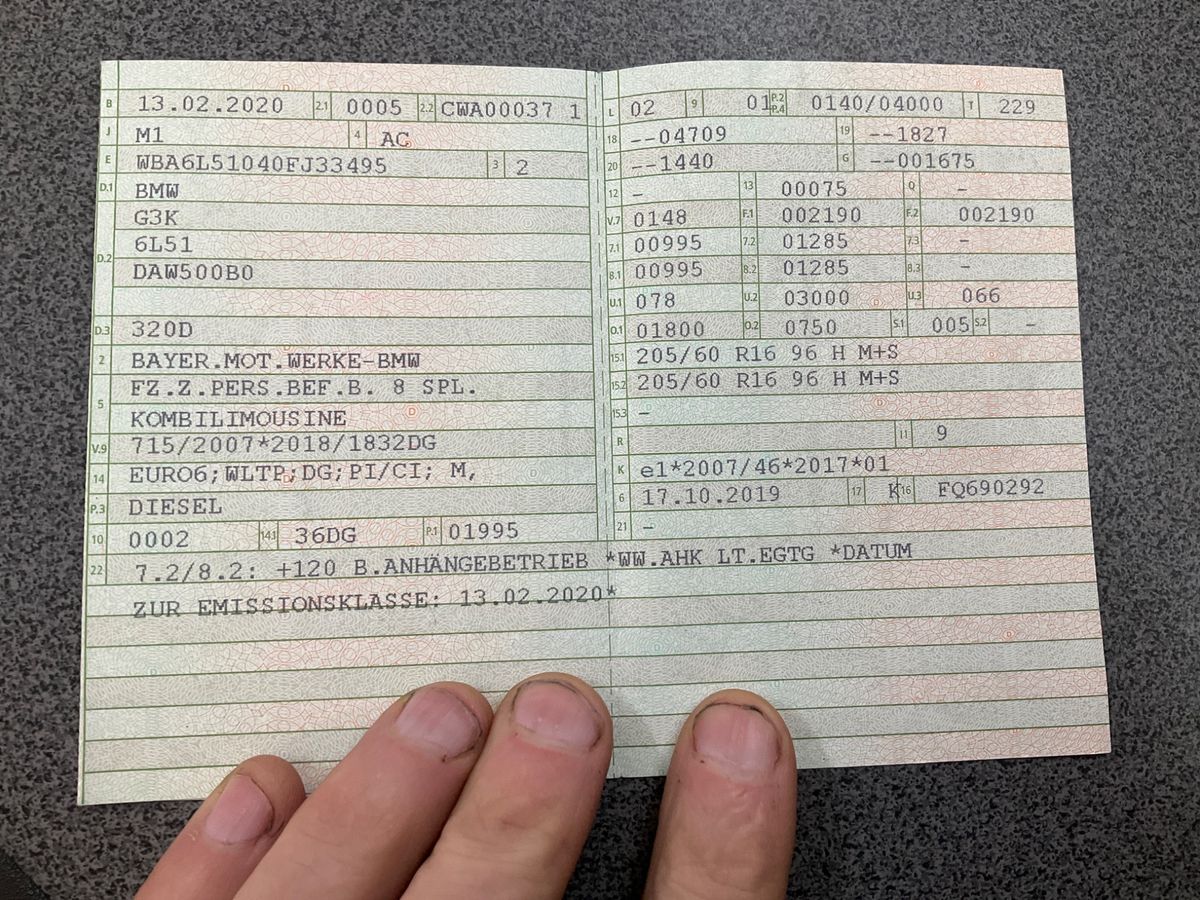 B 13.02.2020 2.1 0005 2.2 CWA00037 1
J M1 4 AC
E WBA6L51040FJ33495 3 2
D.1 BMW
G3K
D.2 6L51
DAW500B0
D.3 320D
2 BAYER.MOT.WERKE-BMW
5 FZ.Z.PERS.BEF.B. 8 SPL.
KOMBILIMOUSINE
V.9 715/2007*2018/1832DG
14 EURO6;WLTP;DG;PI/CI; M,
P.3 DIESEL
10 0002 14.1 36DG P.1 01995
L 02 9 01 P.2 P.4 0140/04000 T 229
18 --04709 19 --1827
20 --1440 G --001675
12 - 13 00075 Q -
V.7 0148 F.1 002190 F.2 002190
7.1 00995 7.2 01285 7.3 -
8.1 00995 8.2 01285 8.3 -
U.1 078 U.2 03000 U.3 066
O.1 01800 O.2 0750 S.1 005 S.2 -
15.1 205/60 R16 96 H M+S
15.2 205/60 R16 96 H M+S
15.3 -
R 11 9
K e1*2007/46*2017*01
6 17.10.2019 17 K 16 FQ690292
21 -
22 7.2/8.2: +120 B.ANHÄNGEBETRIEB *WW.AHK LT.EGTG *DATUM
ZUR EMISSIONSKLASSE: 13.02.2020*